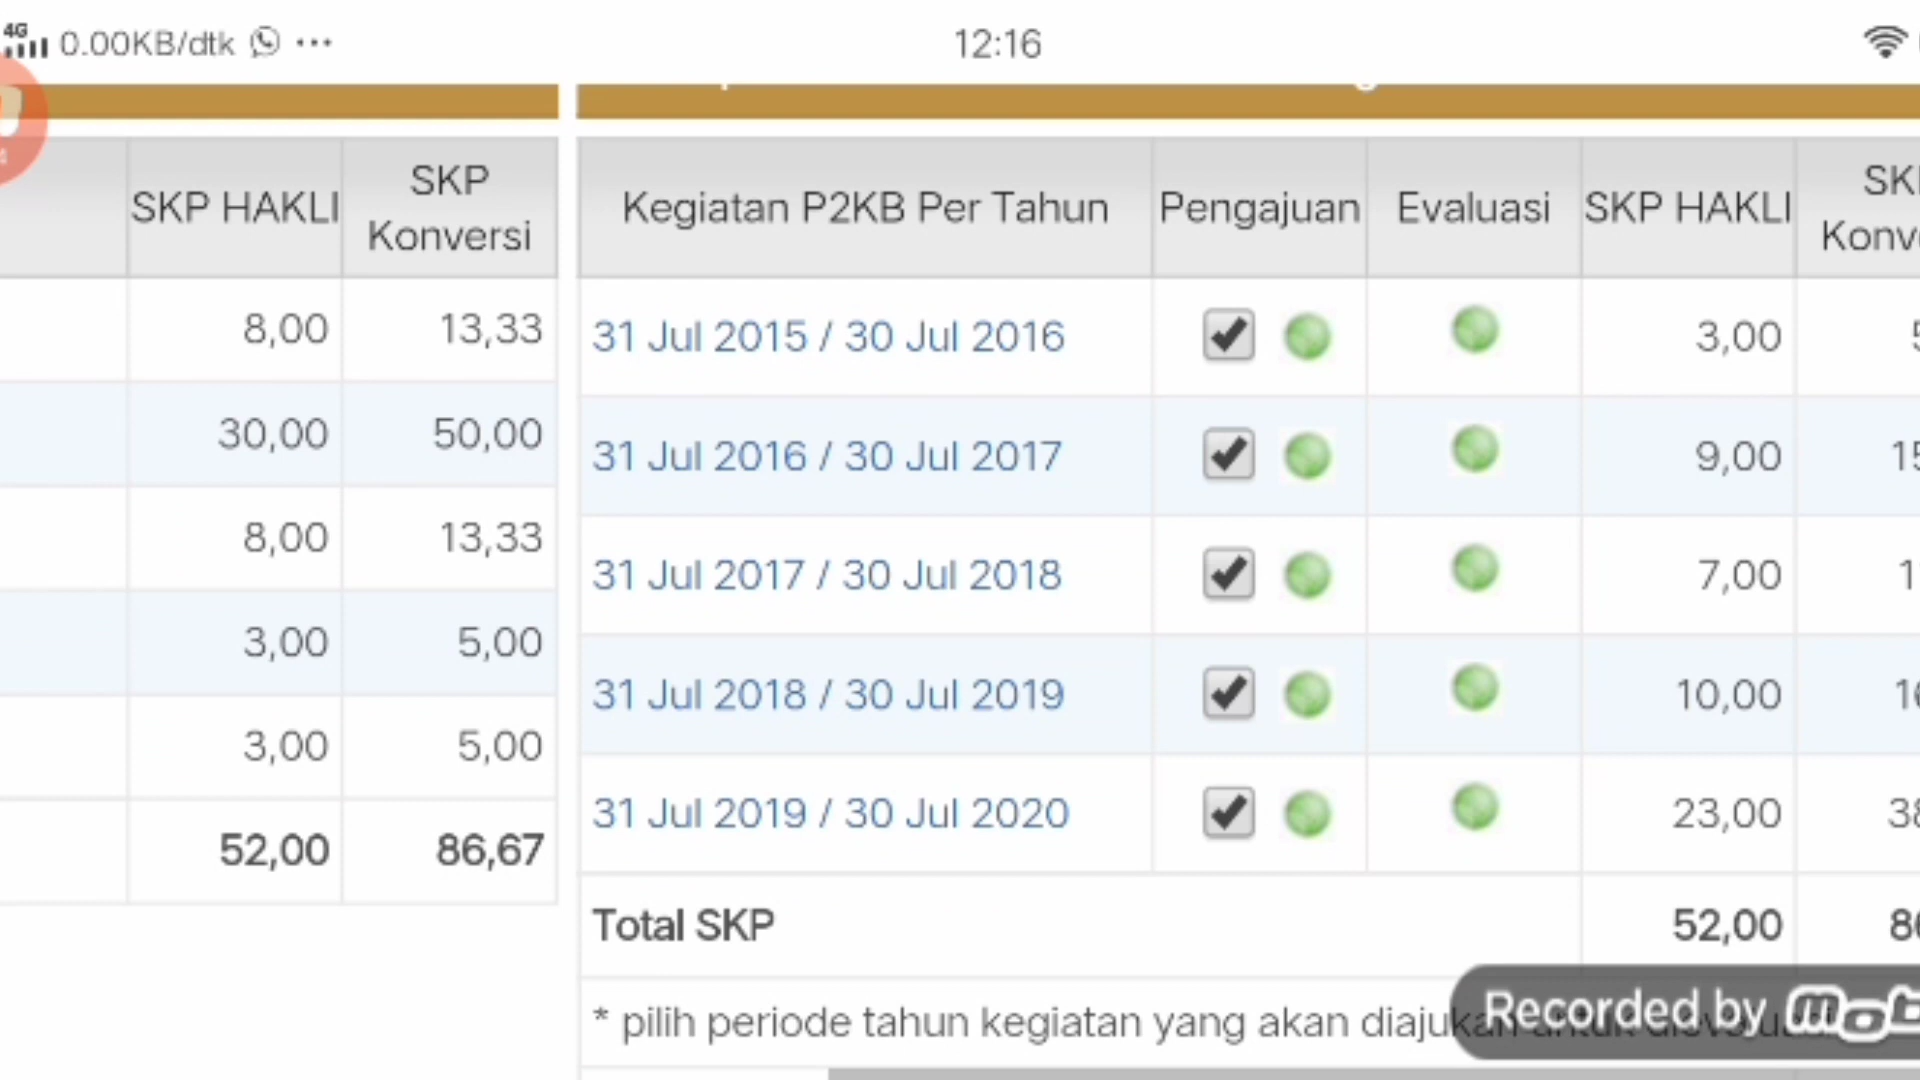 4G 0.00KB/dtk 12:16
SKP HAKLI SKP Konversi
8,00 13,33
30,00 50,00
8,00 13,33
3,00 5,00
3,00 5,00
52,00 86,67
Kegiatan P2KB Per Tahun Pengajuan Evaluasi SKP HAKLI
31 Jul 2015 / 30 Jul 2016 3,00
31 Jul 2016 / 30 Jul 2017 9,00
31 Jul 2017 / 30 Jul 2018 7,00
31 Jul 2018 / 30 Jul 2019 10,00
31 Jul 2019 / 30 Jul 2020 23,00
Total SKP 52,00
* pilih periode tahun kegiatan yang akan diajukan
Recorded by